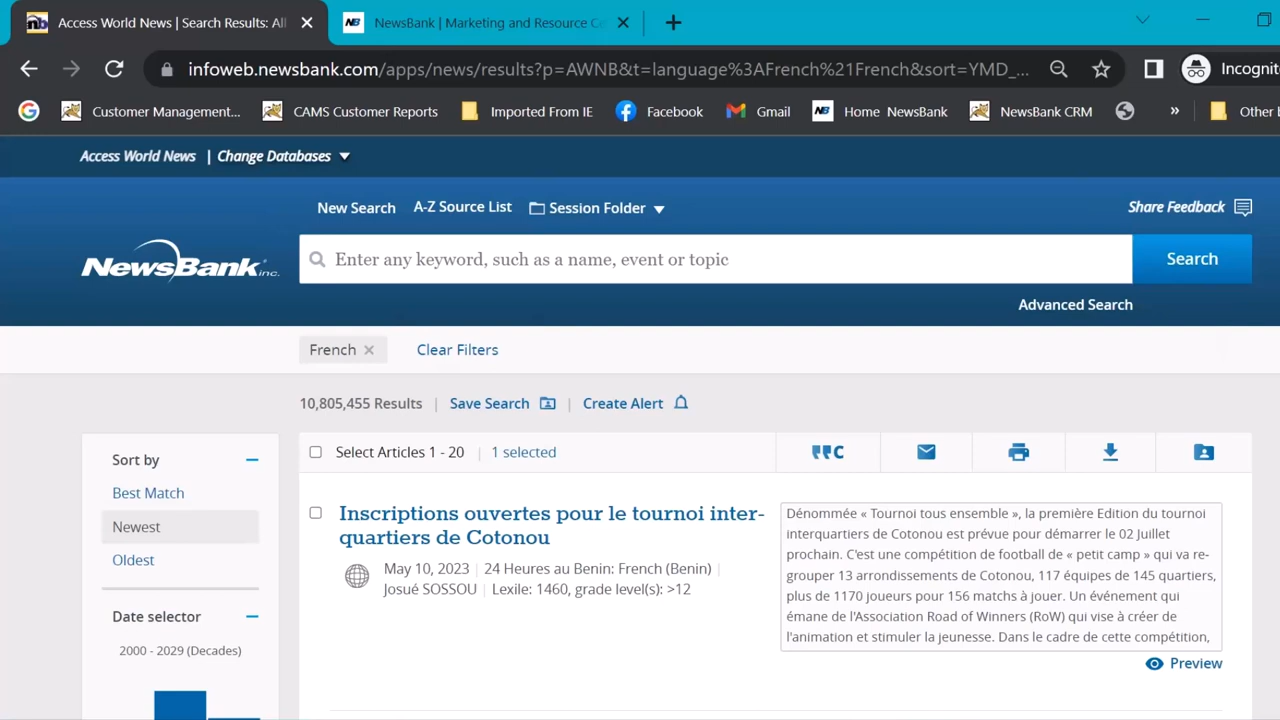 Access World News | Search Results: All
NewsBank | Marketing and Resource Ce
infoweb.newsbank.com/apps/news/results?p=AWNB&t=language%3AFrench%21French&sort=YMD_...
Incognit
Customer Management...
CAMS Customer Reports
Imported From IE
Facebook
Gmail
Home NewsBank
NewsBank CRM
»
Other
Access World News | Change Databases
New Search
A-Z Source List
Session Folder
Share Feedback
NewsBank inc.
Enter any keyword, such as a name, event or topic
Search
Advanced Search
French
Clear Filters
10,805,455 Results | Save Search | Create Alert
Sort by
Best Match
Newest
Oldest
Date selector
2000 - 2029 (Decades)
Select Articles 1 - 20 | 1 selected
Inscriptions ouvertes pour le tournoi inter-
quartiers de Cotonou
May 10, 2023 | 24 Heures au Benin: French (Benin) |
Josué SOSSOU | Lexile: 1460, grade level(s): >12
Dénommée « Tournoi tous ensemble », la première Edition du tournoi
interquartiers de Cotonou est prévue pour démarrer le 02 Juillet
prochain. C'est une compétition de football de « petit camp » qui va re-
grouper 13 arrondissements de Cotonou, 117 équipes de 145 quartiers,
plus de 1170 joueurs pour 156 matchs à jouer. Un événement qui
émane de l'Association Road of Winners (RoW) qui vise à créer de
l'animation et stimuler la jeunesse. Dans le cadre de cette compétition,
Preview